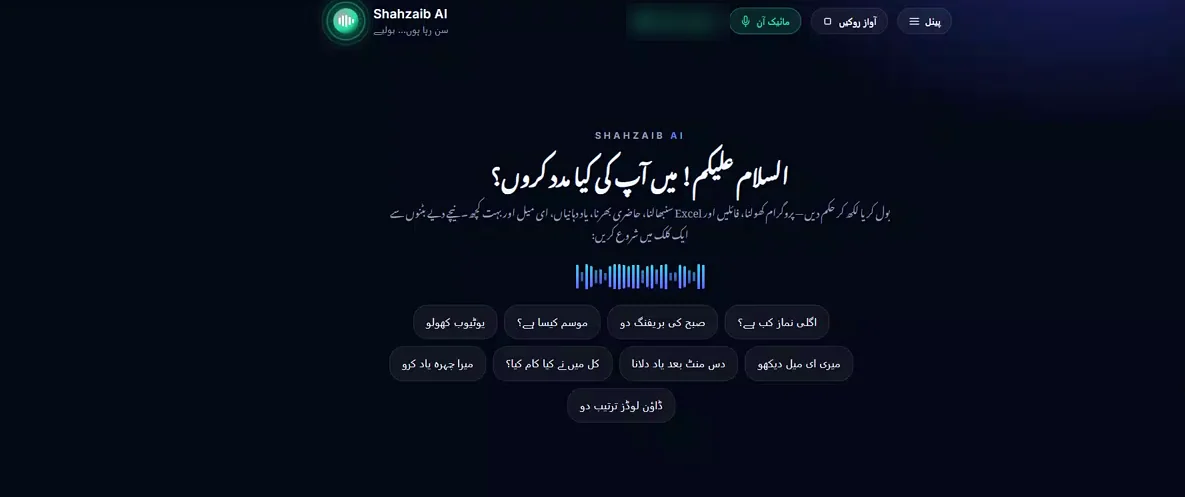 Shahzaib AI
سن رہا ہوں... بولیے
پینل
آواز روکیں
مائیک آن
SHAHZAIB AI
السلام علیکم! میں آپ کی کیا مدد کروں؟
بول کر یا لکھ کر حکم دیں — پروگرام کھولنا، فائلیں اور Excel سنبھالنا، حاضری بھرنا، یاد دہانیاں، ای میل اور بہت کچھ۔ نیچے دیے بٹنوں سے
ایک کلک میں شروع کریں:
اگلی نماز کب ہے؟
صبح کی بریفنگ دو
موسم کیسا ہے؟
یوٹیوب کھولو
میری ای میل دیکھو
دس منٹ بعد یاد دلانا
کل میں نے کیا کام کیا؟
میرا چہرہ یاد کرو
ڈاؤن لوڈز ترتیب دو